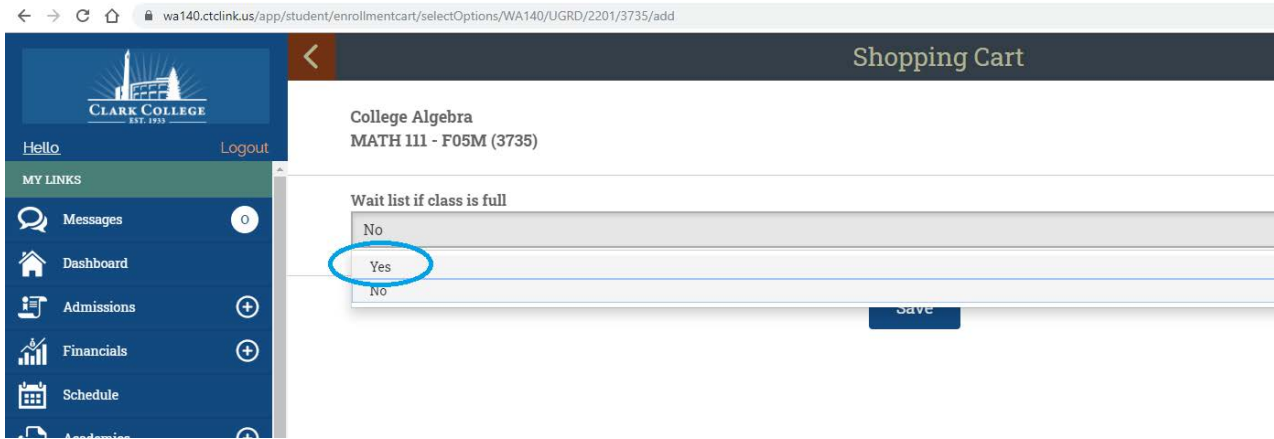 wa140.ctclink.us/app/student/enrollmentcart/selectOptions/WA140/UGRD/2201/3735/add
CLARK COLLEGE
EST. 1933
Hello
Logout
MY LINKS
Messages
0
Dashboard
Admissions
Financials
Schedule
Academics
Shopping Cart
College Algebra
MATH 111 - F05M (3735)
Wait list if class is full
No
Yes
No
Save